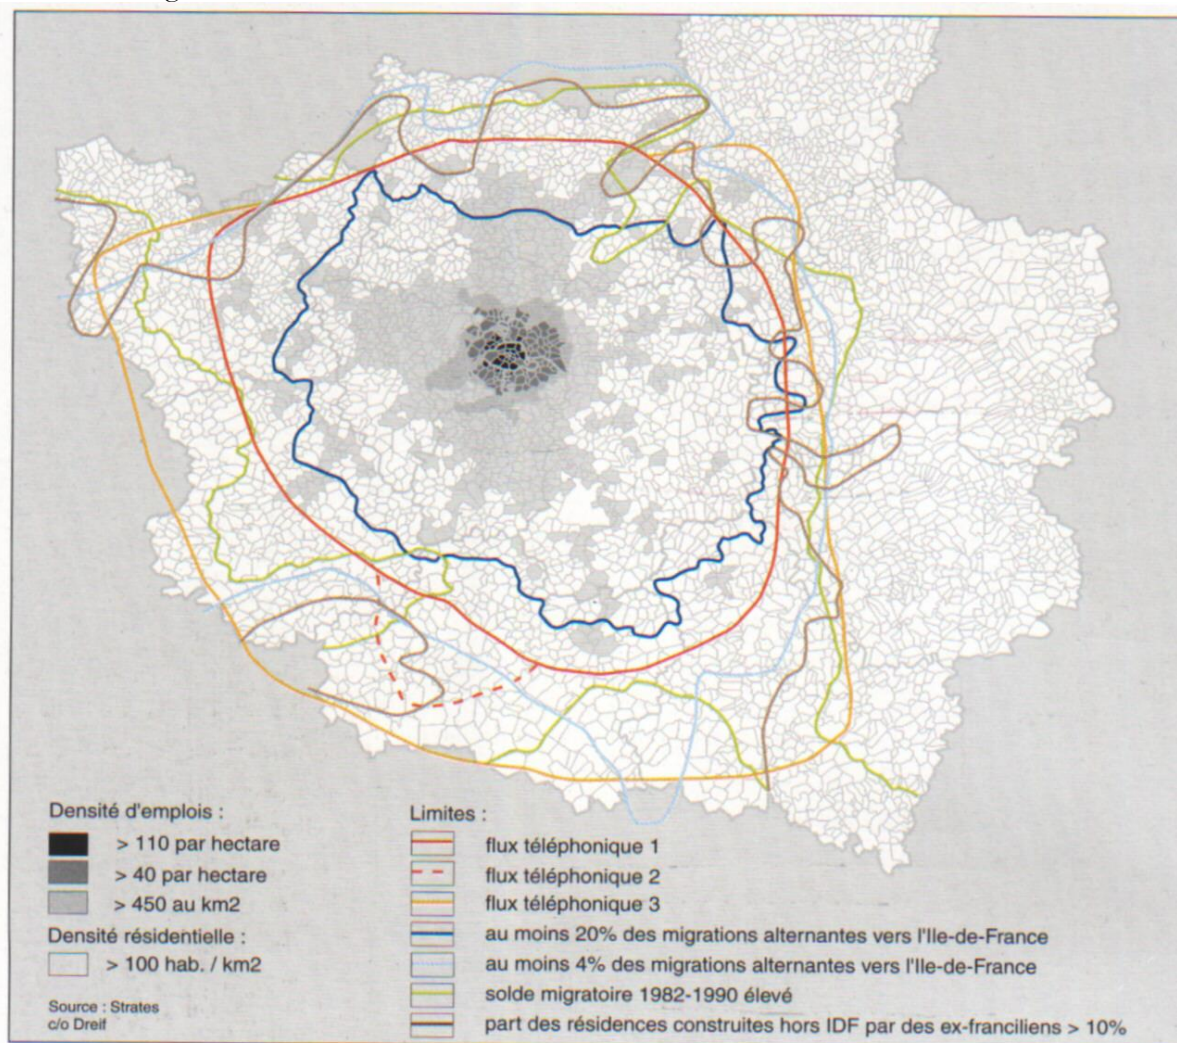 Densité d'emplois :
> 110 par hectare
> 40 par hectare
> 450 au km2
Densité résidentielle :
> 100 hab. / km2
Source : Strates
c/o Dreif
Limites :
flux téléphonique 1
flux téléphonique 2
flux téléphonique 3
au moins 20% des migrations alternantes vers l'Ile-de-France
au moins 4% des migrations alternantes vers l'Ile-de-France
solde migratoire 1982-1990 élevé
part des résidences construites hors IDF par des ex-franciliens > 10%